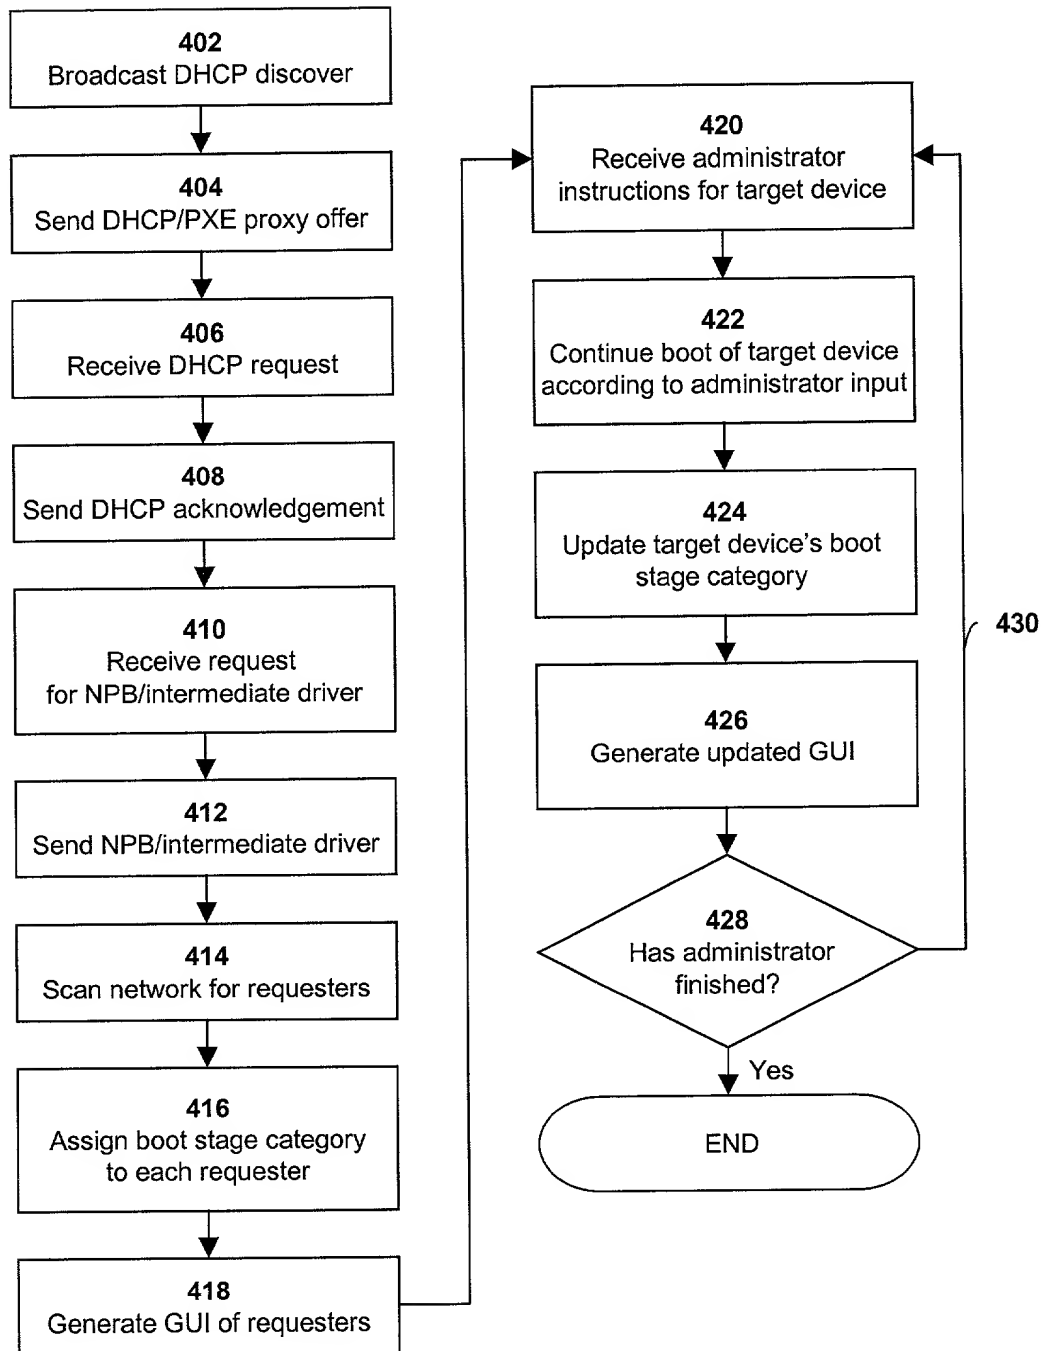 402
Broadcast DHCP discover
404
Send DHCP/PXE proxy offer
406
Receive DHCP request
408
Send DHCP acknowledgement
410
Receive request
for NPB/intermediate driver
412
Send NPB/intermediate driver
414
Scan network for requesters
416
Assign boot stage category
to each requester
418
Generate GUI of requesters
420
Receive administrator
instructions for target device
422
Continue boot of target device
according to administrator input
424
Update target device's boot
stage category
426
Generate updated GUI
428
Has administrator
finished?
430
Yes
END